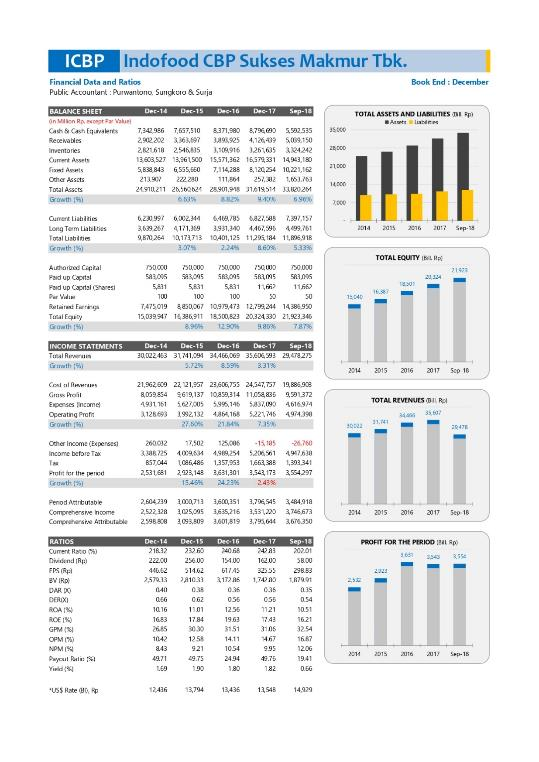 ICBP Indofood CBP Sukses Makmur Tbk.
Financial Data and Ratios Book End : December
Public Accountant : Purwantono, Sungkoro & Surja
BALANCE SHEET Dec-14 Dec-15 Dec-16 Dec-17 Sep-18
(in Million Rp, except Par Value)
Cash & Cash Equivalents 7,342,986 7,657,510 8,371,980 8,796,690 5,592,535
Receivables 2,902,202 3,363,697 3,893,925 4,126,439 5,039,150
Inventories 2,821,618 2,546,835 3,109,916 3,261,635 3,324,242
Current Assets 13,603,527 13,961,500 15,571,362 16,579,331 14,943,180
Fixed Assets 5,838,843 6,555,660 7,114,288 8,120,254 10,221,162
Other Assets 213,907 222,280 111,864 257,382 1,653,763
Total Assets 24,910,211 26,560,624 28,901,948 31,619,514 33,820,264
Growth (%) 6.63% 8.82% 9.40% 6.96%
Current Liabilities 6,230,997 6,002,344 6,469,785 6,827,588 7,397,157
Long Term Liabilities 3,639,267 4,171,369 3,931,340 4,467,596 4,499,761
Total Liabilities 9,870,264 10,173,713 10,401,125 11,295,184 11,896,918
Growth (%) 3.07% 2.24% 8.60% 5.33%
Authorized Capital 750,000 750,000 750,000 750,000 750,000
Paid up Capital 583,095 583,095 583,095 583,095 583,095
Paid up Capital (Shares) 5,831 5,831 5,831 11,662 11,662
Par Value 100 100 100 50 50
Retained Earnings 7,475,019 8,850,067 10,979,473 12,799,244 14,386,950
Total Equity 15,039,947 16,386,911 18,500,823 20,324,330 21,923,346
Growth (%) 8.96% 12.90% 9.86% 7.87%
INCOME STATEMENTS Dec-14 Dec-15 Dec-16 Dec-17 Sep-18
Total Revenues 30,022,463 31,741,094 34,466,069 35,606,593 29,478,275
Growth (%) 5.72% 8.59% 3.31%
Cost of Revenues 21,962,609 22,121,957 23,606,755 24,547,757 19,886,903
Gross Profit 8,059,854 9,619,137 10,859,314 11,058,836 9,591,372
Expenses (Income) 4,931,161 5,627,005 5,995,146 5,837,090 4,616,974
Operating Profit 3,128,693 3,992,132 4,864,168 5,221,746 4,974,398
Growth (%) 27.60% 21.84% 7.35%
Other Income (Expenses) 260,032 17,502 125,086 -15,185 -26,760
Income before Tax 3,388,725 4,009,634 4,989,254 5,206,561 4,947,638
Tax 857,044 1,086,486 1,357,953 1,663,388 1,393,341
Profit for the period 2,531,681 2,923,148 3,631,301 3,543,173 3,554,297
Growth (%) 15.46% 24.23% 2.43%
Period Attributable 2,604,239 3,000,713 3,600,351 3,796,545 3,484,918
Comprehensive Income 2,522,328 3,025,095 3,635,216 3,531,220 3,746,673
Comprehensive Attributable 2,598,808 3,093,809 3,601,819 3,795,644 3,676,350
RATIOS Dec-14 Dec-15 Dec-16 Dec-17 Sep-18
Current Ratio (%) 218.32 232.60 240.68 242.83 202.01
Dividend (Rp) 222.00 256.00 154.00 162.00 58.00
EPS (Rp) 446.62 514.62 617.45 325.55 298.83
BV (Rp) 2,579.33 2,810.33 3,172.86 1,742.80 1,879.91
DAR (X) 0.40 0.38 0.36 0.36 0.35
DER(X) 0.66 0.62 0.56 0.56 0.54
ROA (%) 10.16 11.01 12.56 11.21 10.51
ROE (%) 16.83 17.84 19.63 17.43 16.21
GPM (%) 26.85 30.30 31.51 31.06 32.54
OPM (%) 10.42 12.58 14.11 14.67 16.87
NPM (%) 8.43 9.21 10.54 9.95 12.06
Payout Ratio (%) 49.71 49.75 24.94 49.76 19.41
Yield (%) 1.69 1.90 1.80 1.82 0.66
*US$ Rate (BI), Rp 12,436 13,794 13,436 13,548 14,929
TOTAL ASSETS AND LIABILITIES (Bill. Rp)
Assets Liabilities
35,000
28,000
21,000
14,000
7,000
-
2014 2015 2016 2017 Sep-18
TOTAL EQUITY (Bill. Rp)
15,040 16,387 18,501 20,324 21,923
2014 2015 2016 2017 Sep-18
TOTAL REVENUES (Bill. Rp)
30,022 31,741 34,466 35,607 29,478
2014 2015 2016 2017 Sep-18
PROFIT FOR THE PERIOD (Bill. Rp)
2,532 2,923 3,631 3,543 3,554
2014 2015 2016 2017 Sep-18